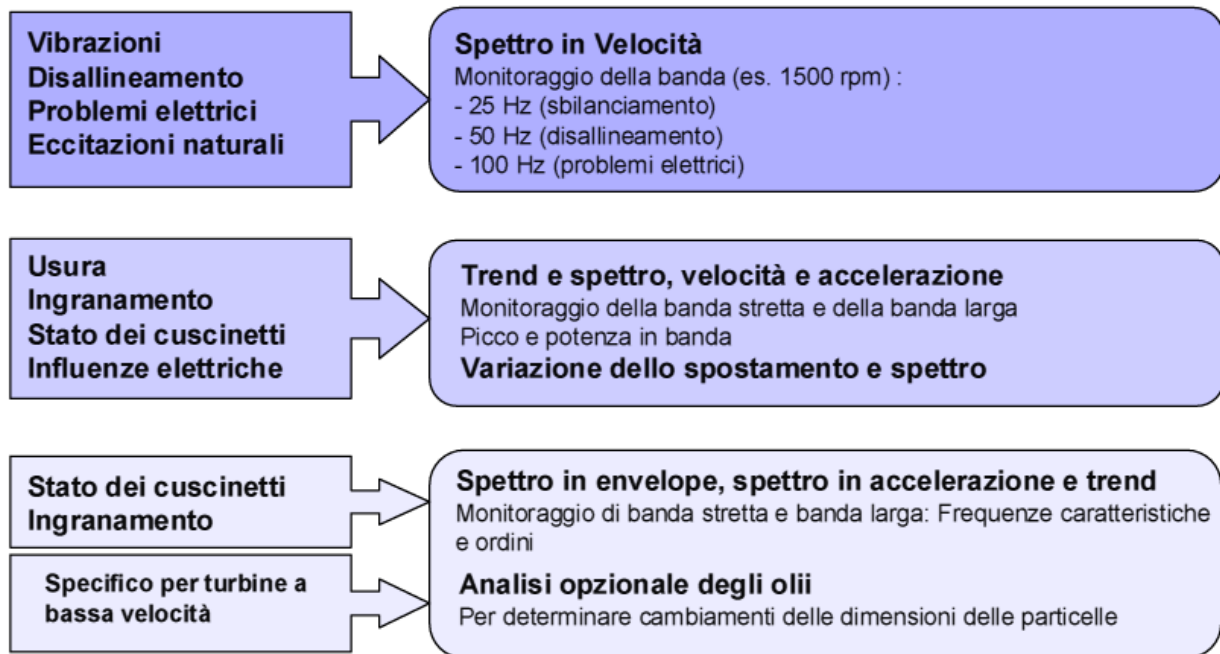 Vibrazioni
Disallineamento
Problemi elettrici
Eccitazioni naturali
Spettro in Velocità
Monitoraggio della banda (es. 1500 rpm) :
- 25 Hz (sbilanciamento)
- 50 Hz (disallineamento)
- 100 Hz (problemi elettrici)
Usura
Ingranamento
Stato dei cuscinetti
Influenze elettriche
Trend e spettro, velocità e accelerazione
Monitoraggio della banda stretta e della banda larga
Picco e potenza in banda
Variazione dello spostamento e spettro
Stato dei cuscinetti
Ingranamento
Spettro in envelope, spettro in accelerazione e trend
Monitoraggio di banda stretta e banda larga: Frequenze caratteristiche
e ordini
Specifico per turbine a
bassa velocità
Analisi opzionale degli olii
Per determinare cambiamenti delle dimensioni delle particelle